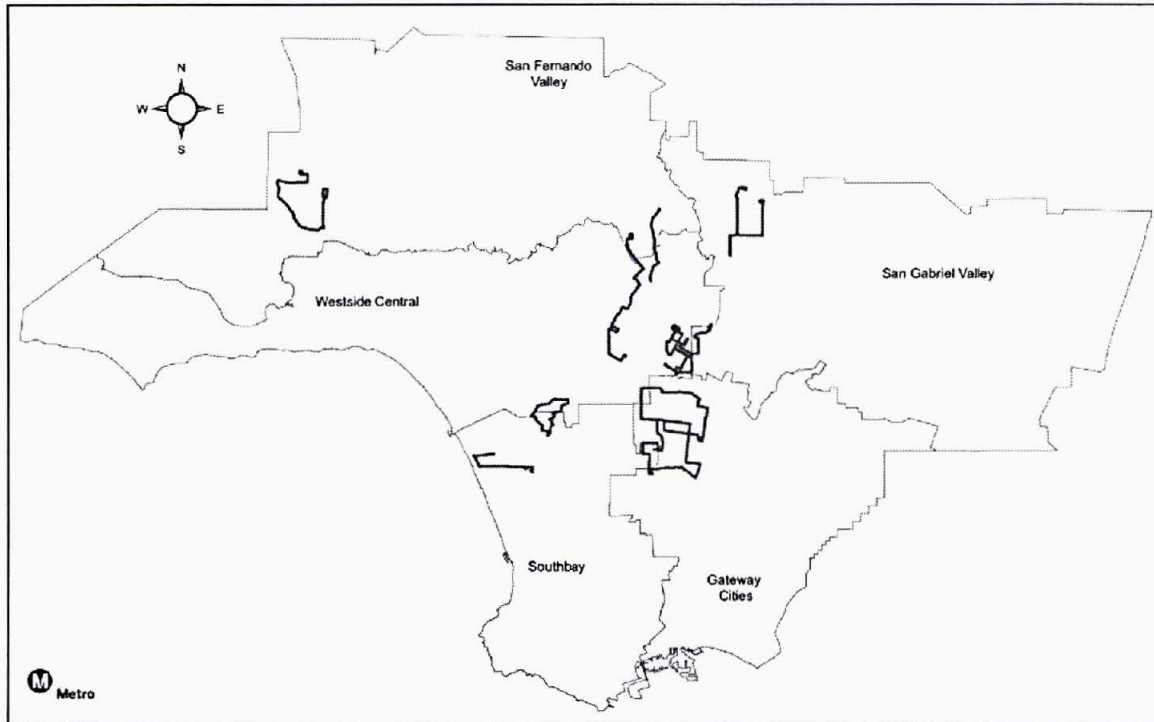 San Fernando
Valley
N
W
E
S
San Gabriel Valley
Westside Central
Southbay
Gateway
Cities
M
Metro